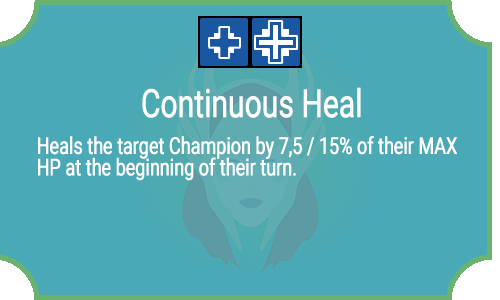 Continuous Heal
Heals the target Champion by 7,5 / 15% of their MAX
HP at the beginning of their turn.